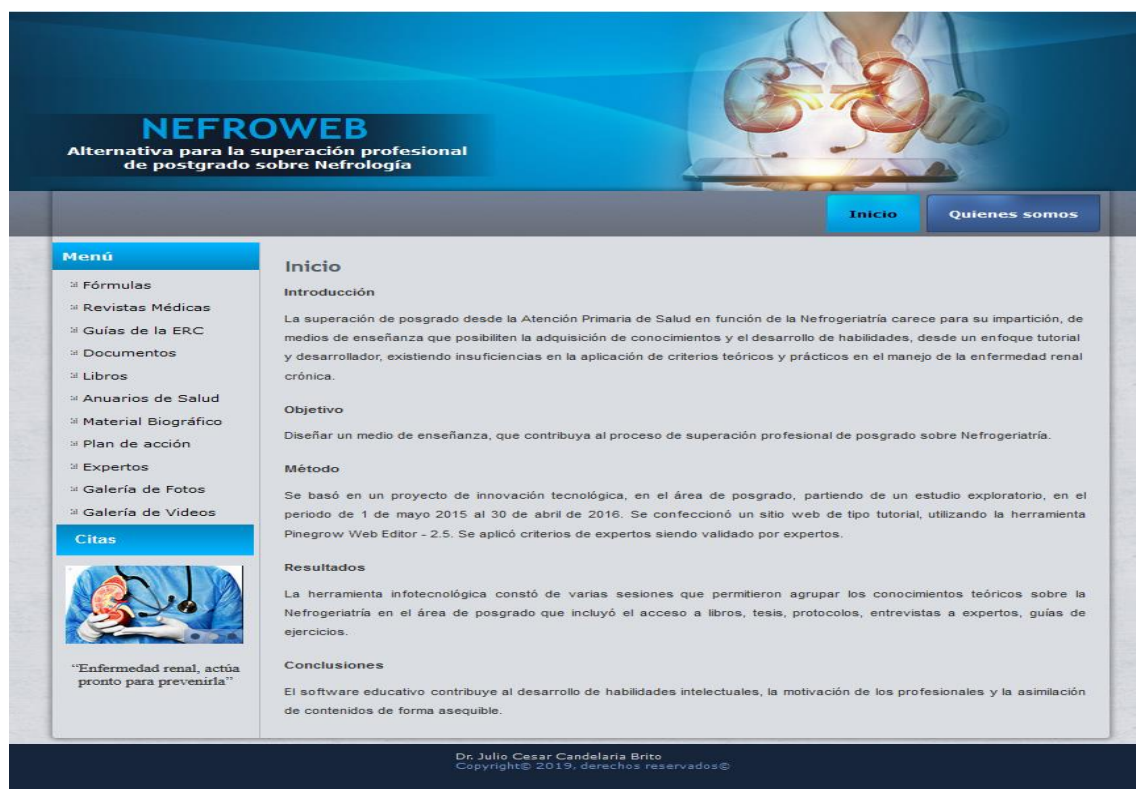 NEFROWEB
Alternativa para la superación profesional
de postgrado sobre Nefrología
Inicio
Quienes somos
Menú
Fórmulas
Revistas Médicas
Guías de la ERC
Documentos
Libros
Anuarios de Salud
Material Biográfico
Plan de acción
Expertos
Galería de Fotos
Galería de Videos
Citas
“Enfermedad renal, actúa
pronto para prevenirla”
Inicio
Introducción
La superación de posgrado desde la Atención Primaria de Salud en función de la Nefrogeriatría carece para su impartición, de
medios de enseñanza que posibiliten la adquisición de conocimientos y el desarrollo de habilidades, desde un enfoque tutorial
y desarrollador, existiendo insuficiencias en la aplicación de criterios teóricos y prácticos en el manejo de la enfermedad renal
crónica.
Objetivo
Diseñar un medio de enseñanza, que contribuya al proceso de superación profesional de posgrado sobre Nefrogeriatría.
Método
Se basó en un proyecto de innovación tecnológica, en el área de posgrado, partiendo de un estudio exploratorio, en el
periodo de 1 de mayo 2015 al 30 de abril de 2016. Se confeccionó un sitio web de tipo tutorial, utilizando la herramienta
Pinegrow Web Editor - 2.5. Se aplicó criterios de expertos siendo validado por expertos.
Resultados
La herramienta infotecnológica constó de varias sesiones que permitieron agrupar los conocimientos teóricos sobre la
Nefrogeriatría en el área de posgrado que incluyó el acceso a libros, tesis, protocolos, entrevistas a expertos, guías de
ejercicios.
Conclusiones
El software educativo contribuye al desarrollo de habilidades intelectuales, la motivación de los profesionales y la asimilación
de contenidos de forma asequible.
Dr. Julio Cesar Candelaria Brito
Copyright© 2019, derechos reservados©